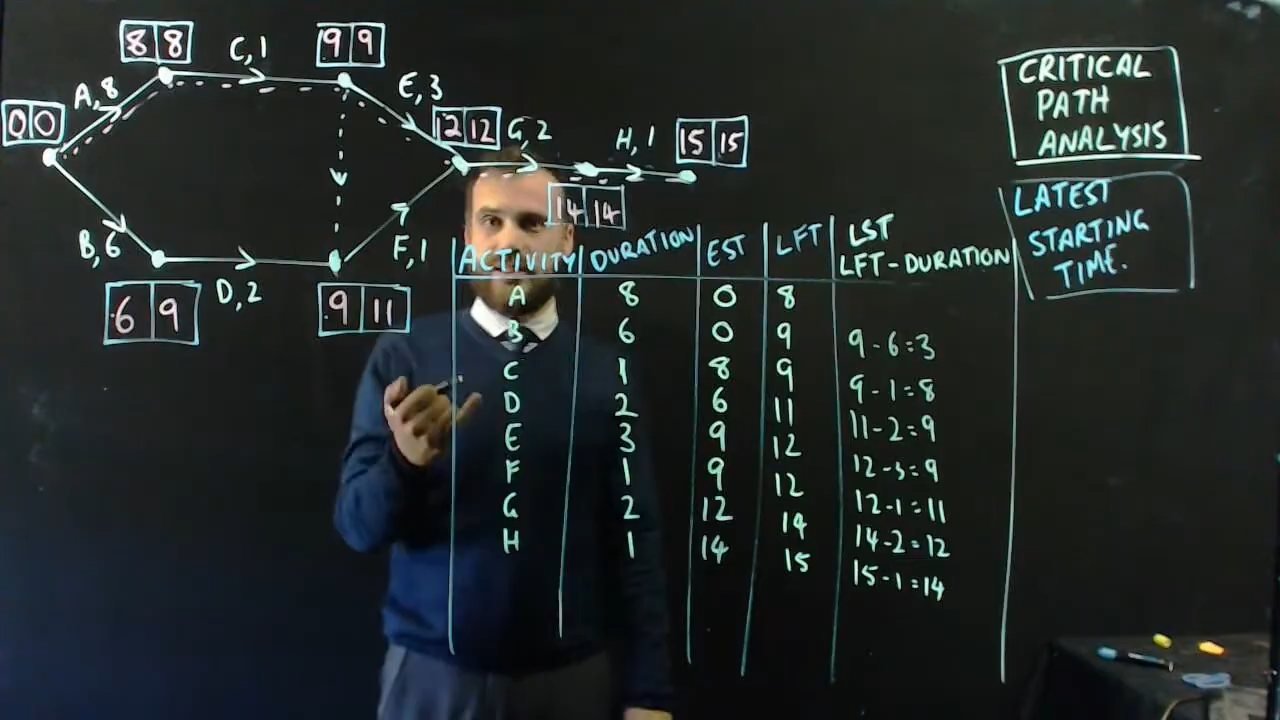 8 8
C, 1
9 9
A, 8
E, 3
0 0
12 12
G, 2
H, 1
15 15
14 14
B, 6
F, 1
D, 2
6 9
9 11
CRITICAL
PATH
ANALYSIS
LATEST
STARTING
TIME.
ACTIVITY DURATION EST LFT LST
LFT - DURATION
A 8 0 8
B 6 0 9 9 - 6 = 3
C 1 8 9 9 - 1 = 8
D 2 6 11 11 - 2 = 9
E 3 9 12 12 - 3 = 9
F 1 9 12 12 - 1 = 11
G 2 12 14 14 - 2 = 12
H 1 14 15 15 - 1 = 14